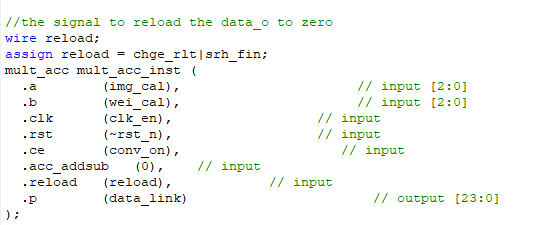 //the signal to reload the data_o to zero
wire reload;
assign reload = chge_rlt|srh_fin;
mult_acc mult_acc_inst (
.a (img_cal), // input [2:0]
.b (wei_cal), // input [2:0]
.clk (clk_en), // input
.rst (~rst_n), // input
.ce (conv_on), // input
.acc_addsub (0), // input
.reload (reload), // input
.p (data_link) // output [23:0]
);